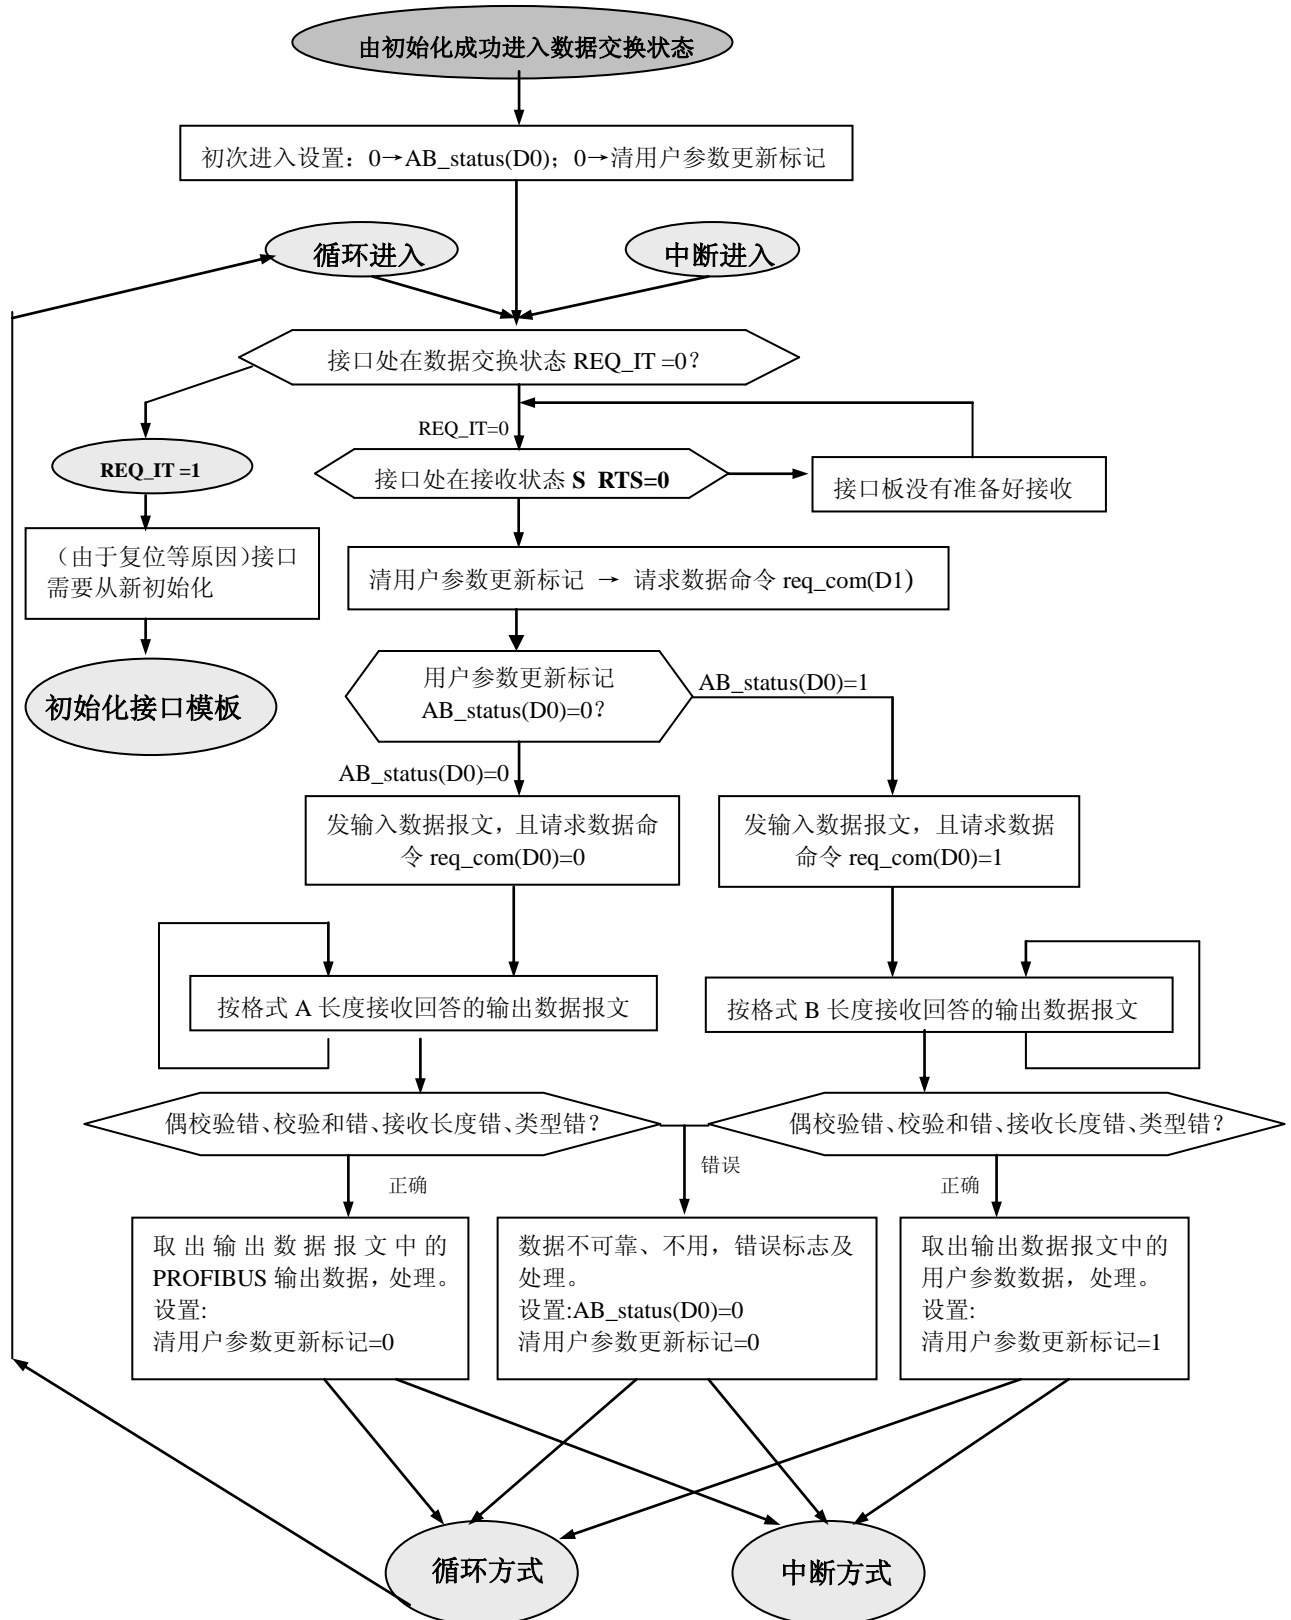 由初始化成功进入数据交换状态
初次进入设置：0→AB_status(D0)；0→清用户参数更新标记
循环进入
中断进入
接口处在数据交换状态 REQ_IT =0？
REQ_IT=0
REQ_IT =1
接口处在接收状态 S RTS=0
接口板没有准备好接收
（由于复位等原因）接口
需要从新初始化
清用户参数更新标记 → 请求数据命令 req_com(D1)
初始化接口模板
用户参数更新标记
AB_status(D0)=0？
AB_status(D0)=1
AB_status(D0)=0
发输入数据报文，且请求数据命
令 req_com(D0)=0
发输入数据报文，且请求数据
命令 req_com(D0)=1
按格式 A 长度接收回答的输出数据报文
按格式 B 长度接收回答的输出数据报文
偶校验错、校验和错、接收长度错、类型错？
偶校验错、校验和错、接收长度错、类型错？
正确
错误
正确
取出输出数据报文中的
PROFIBUS 输出数据，处理。
设置:
清用户参数更新标记=0
数据不可靠、不用，错误标志及
处理。
设置:AB_status(D0)=0
清用户参数更新标记=0
取出输出数据报文中的
用户参数数据，处理。
设置:
清用户参数更新标记=1
循环方式
中断方式